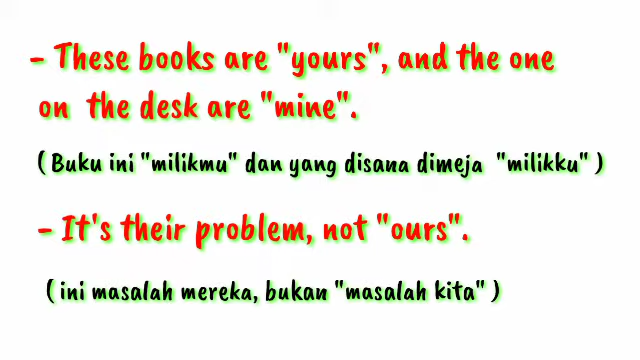 - These books are "yours", and the one
on the desk are "mine".
( Buku ini "milikmu" dan yang disana dimeja "milikku" )
- It's their problem, not "ours".
( ini masalah mereka, bukan "masalah kita" )